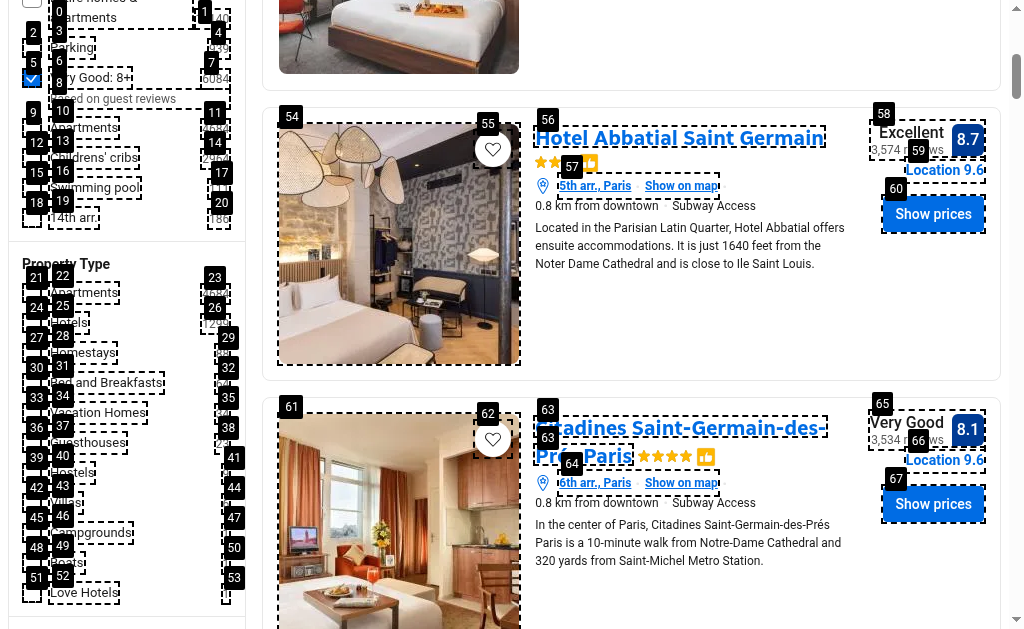 0
1
Apartments
3
2
4
Parking
939
5
6
7
Very Good: 8+
6084
8
Based on guest reviews
9
10
11
Apartments
4684
12
13
14
Childrens' cribs
2964
15
16
17
Swimming pool
18
19
20
14th arr.
186
Property Type
21
22
23
Apartments
4684
24
25
26
Hotels
1299
27
28
29
Homestays
30
31
32
Bed and Breakfasts
33
34
35
Vacation Homes
36
37
38
Guesthouses
39
40
41
Hostels
42
43
44
Villas
45
46
47
Campgrounds
48
49
50
Boats
51
52
53
Love Hotels
54
55
56
Hotel Abbatial Saint Germain
57
5th arr., Paris · Show on map
0.8 km from downtown · Subway Access
Located in the Parisian Latin Quarter, Hotel Abbatial offers
ensuite accommodations. It is just 1640 feet from the
Noter Dame Cathedral and is close to Ile Saint Louis.
58
Excellent
8.7
3,574 reviews
59
Location 9.6
60
Show prices
61
62
63
Citadines Saint-Germain-des-
63
Prés Paris
64
6th arr., Paris · Show on map
0.8 km from downtown · Subway Access
In the center of Paris, Citadines Saint-Germain-des-Prés
Paris is a 10-minute walk from Notre-Dame Cathedral and
320 yards from Saint-Michel Metro Station.
65
Very Good
8.1
3,534 reviews
66
Location 9.6
67
Show prices